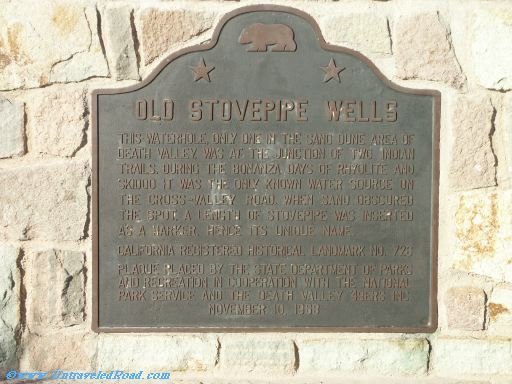 OLD STOVEPIPE WELLS
THIS WATERHOLE, ONLY ONE IN THE SAND DUNE AREA OF
DEATH VALLEY, WAS AT THE JUNCTION OF TWO INDIAN
TRAILS. DURING THE BONANZA DAYS OF RHYOLITE AND
SKIDOO IT WAS THE ONLY KNOWN WATER SOURCE ON
THE CROSS-VALLEY ROAD. WHEN SAND OBSCURED
THE SPOT, A LENGTH OF STOVEPIPE WAS INSERTED
AS A MARKER. HENCE ITS UNIQUE NAME.
CALIFORNIA REGISTERED HISTORICAL LANDMARK NO. 723
PLAQUE PLACED BY THE STATE DEPARTMENT OF PARKS
AND RECREATION IN COOPERATION WITH THE NATIONAL
PARK SERVICE AND THE DEATH VALLEY '49ERS INC.
NOVEMBER 10, 1968
©www.UntraveledRoad.com